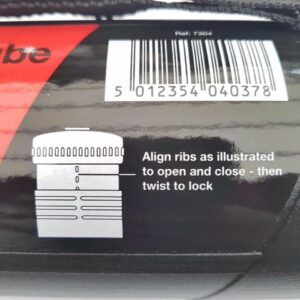 Ref: 7304
ube
5 012354 040378
Align ribs as illustrated
to open and close - then
twist to lock